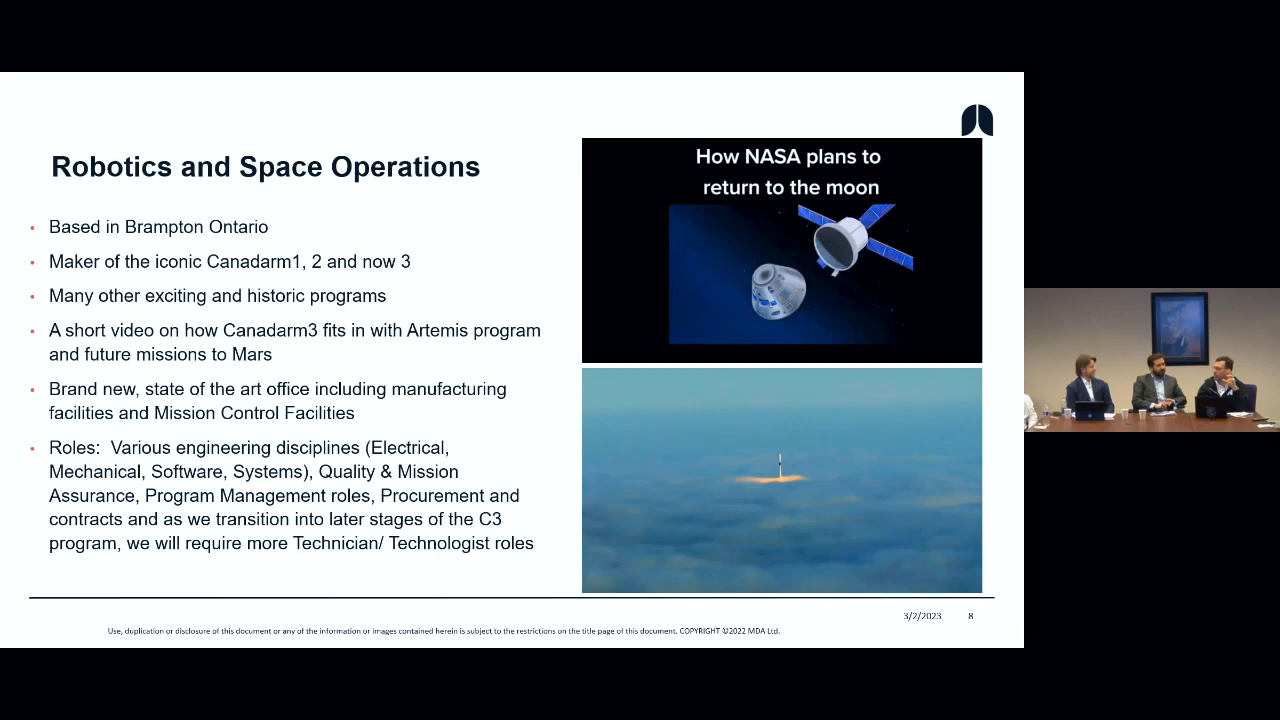 Robotics and Space Operations
• Based in Brampton Ontario
• Maker of the iconic Canadarm1, 2 and now 3
• Many other exciting and historic programs
• A short video on how Canadarm3 fits in with Artemis program
and future missions to Mars
• Brand new, state of the art office including manufacturing
facilities and Mission Control Facilities
• Roles:  Various engineering disciplines (Electrical,
Mechanical, Software, Systems), Quality & Mission
Assurance, Program Management roles, Procurement and
contracts and as we transition into later stages of the C3
program, we will require more Technician/ Technologist roles
How NASA plans to
return to the moon
3/2/2023 8
Use, duplication or disclosure of this document or any of the information or images contained herein is subject to the restrictions on the title page of this document. COPYRIGHT ©2022 MDA Ltd.